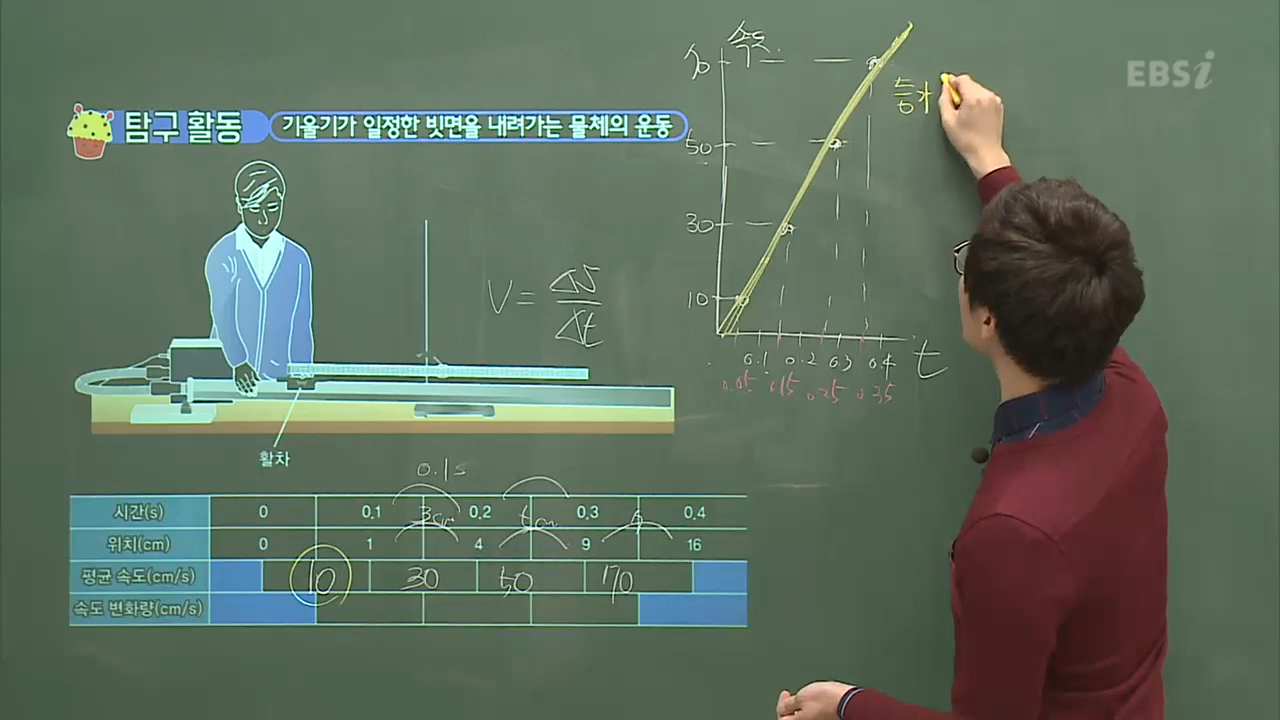 EBSi
탐구 활동
기울기가 일정한 빗면을 내려가는 물체의 운동
활차
V = ΔS/Δt
0.1s
시간(s) 0 0.1 0.2 0.3 0.4
3cm 5cm
위치(cm) 0 1 4 9 16
평균 속도(cm/s) 10 30 50 70
속도 변화량(cm/s)
속도
70
50
30
10
0.1 0.2 0.3 0.4 t
0.05 0.15 0.25 0.35
등가